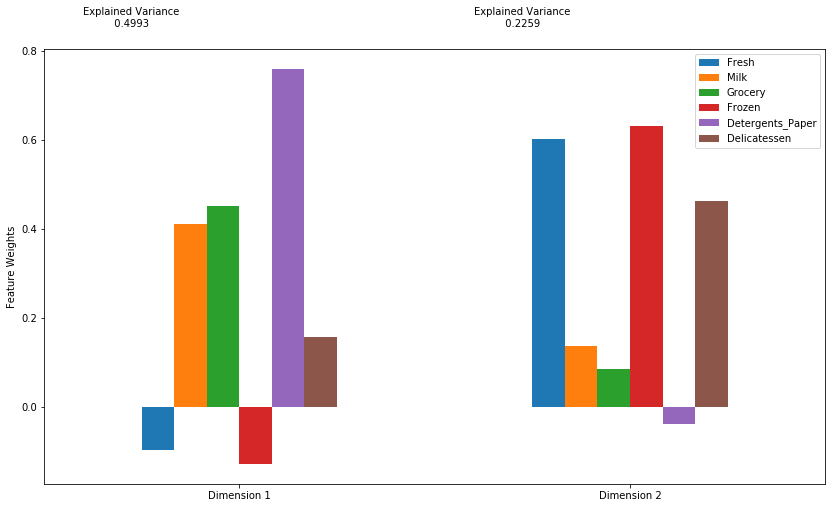 Explained Variance
0.4993
Explained Variance
0.2259
0.8
0.6
0.4
0.2
0.0
Feature Weights
Fresh
Milk
Grocery
Frozen
Detergents_Paper
Delicatessen
Dimension 1
Dimension 2